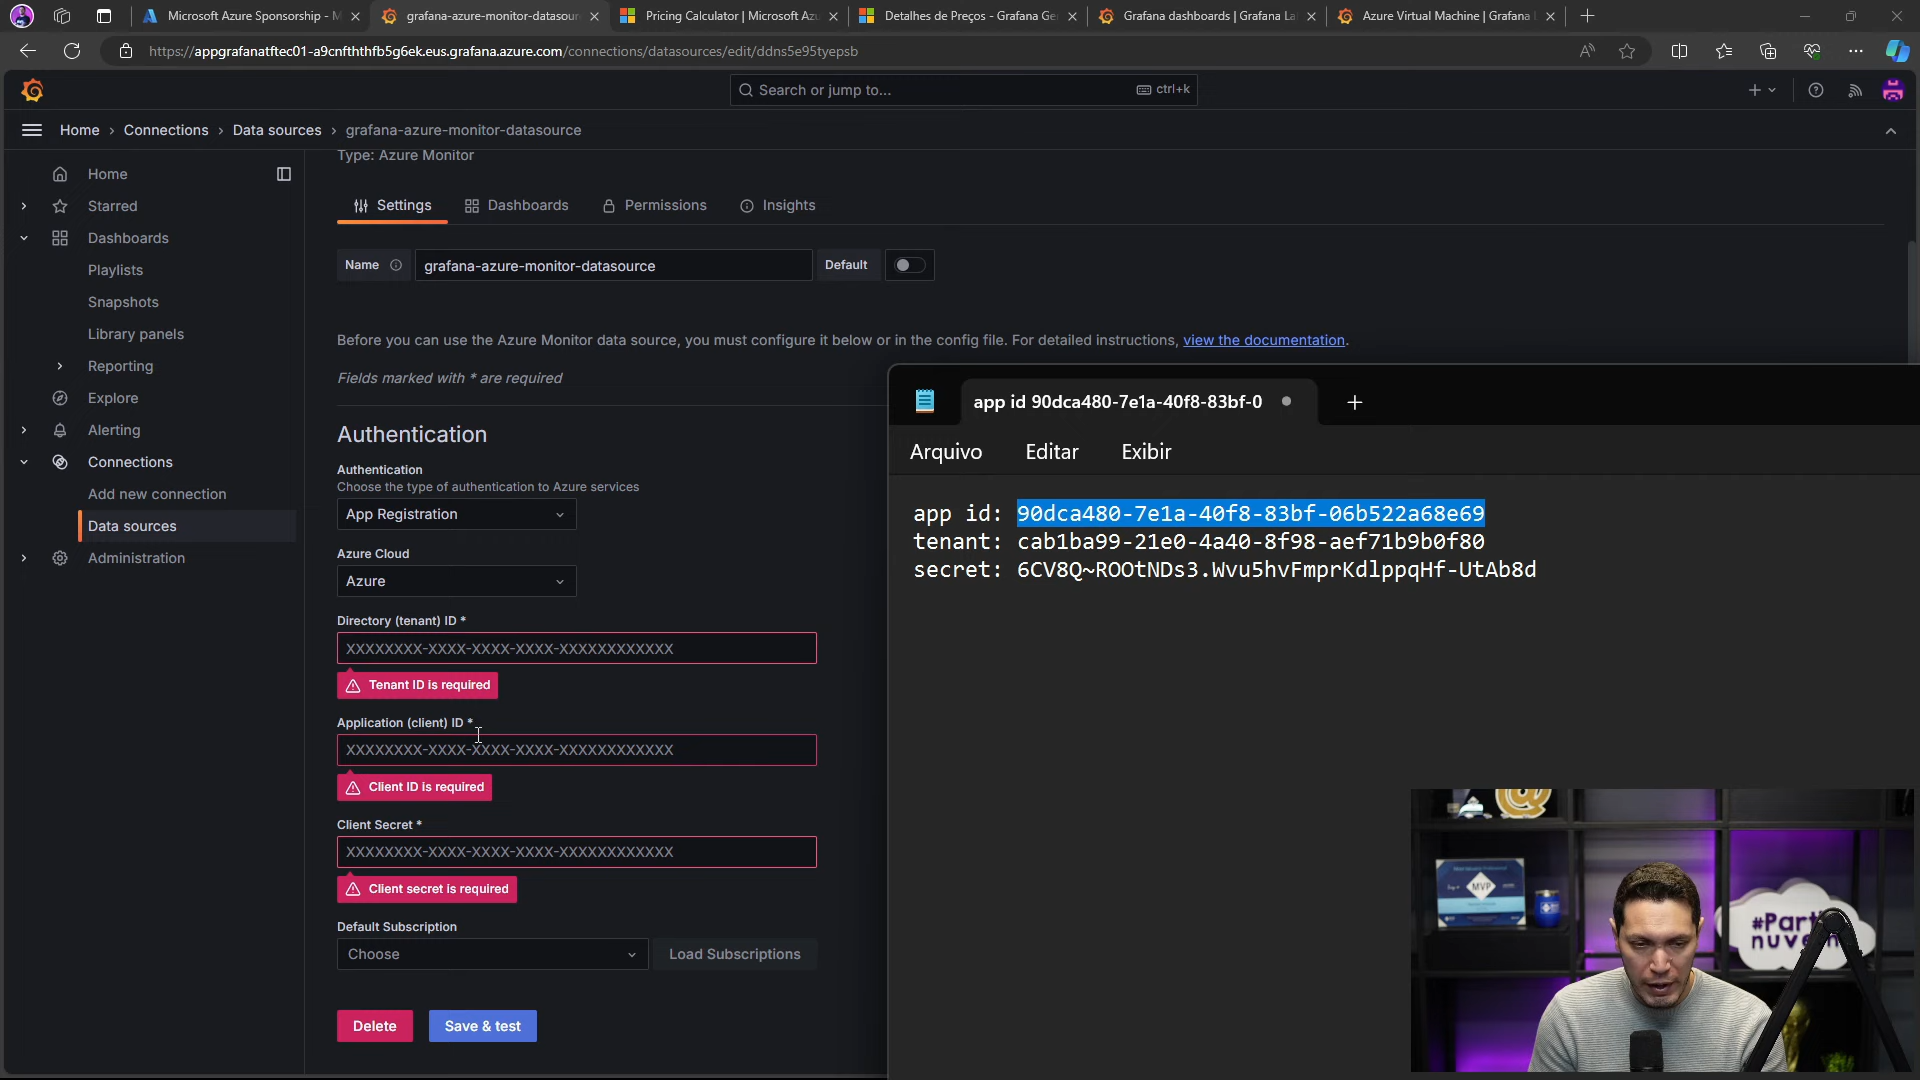 Microsoft Azure Sponsorship - M
grafana-azure-monitor-datasour
Pricing Calculator | Microsoft Azu
Detalhes de Preços - Grafana Ge
Grafana dashboards | Grafana La
Azure Virtual Machine | Grafana
https://appgrafanatftec01-a9cnfththfb5g6ek.eus.grafana.azure.com/connections/datasources/edit/ddns5e95tyepsb
Search or jump to...
ctrl+k
Home › Connections › Data sources › grafana-azure-monitor-datasource
Type: Azure Monitor
Home
Starred
Dashboards
Playlists
Snapshots
Library panels
Reporting
Explore
Alerting
Connections
Add new connection
Data sources
Administration
Settings
Dashboards
Permissions
Insights
Name
grafana-azure-monitor-datasource
Default
Before you can use the Azure Monitor data source, you must configure it below or in the config file. For detailed instructions, view the documentation.
Fields marked with * are required
Authentication
Authentication
Choose the type of authentication to Azure services
App Registration
Azure Cloud
Azure
Directory (tenant) ID *
XXXXXXXX-XXXX-XXXX-XXXX-XXXXXXXXXXXX
Tenant ID is required
Application (client) ID *
XXXXXXXX-XXXX-XXXX-XXXX-XXXXXXXXXXXX
Client ID is required
Client Secret *
XXXXXXXX-XXXX-XXXX-XXXX-XXXXXXXXXXXX
Client secret is required
Default Subscription
Choose
Load Subscriptions
Delete
Save & test
app id 90dca480-7e1a-40f8-83bf-0
Arquivo
Editar
Exibir
app id: 90dca480-7e1a-40f8-83bf-06b522a68e69
tenant: cab1ba99-21e0-4a40-8f98-aef71b9b0f80
secret: 6CV8Q~ROOtNDs3.Wvu5hvFmprKdlppqHf-UtAb8d
MVP
#Part
nuvem